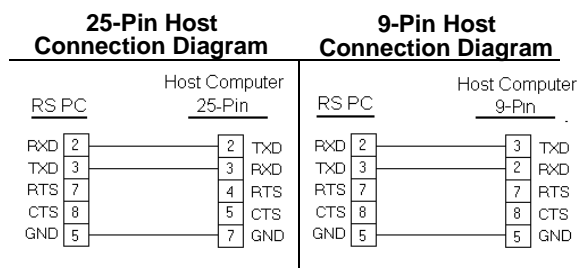 25-Pin Host
Connection Diagram
Host Computer
RS PC 25-Pin
RXD 2 2 TXD
TXD 3 3 RXD
RTS 7 4 RTS
CTS 8 5 CTS
GND 5 7 GND
9-Pin Host
Connection Diagram
Host Computer
RS PC 9-Pin
RXD 2 3 TXD
TXD 3 2 RXD
RTS 7 7 RTS
CTS 8 8 CTS
GND 5 5 GND